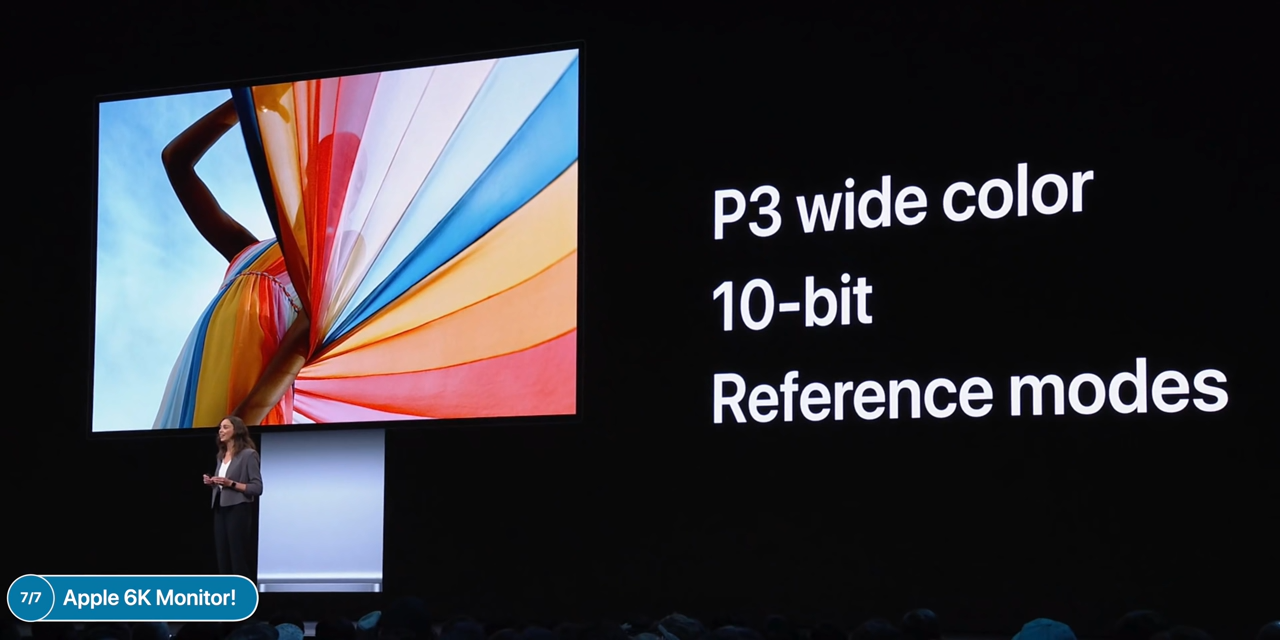 P3 wide color
10-bit
Reference modes
7/7
Apple 6K Monitor!